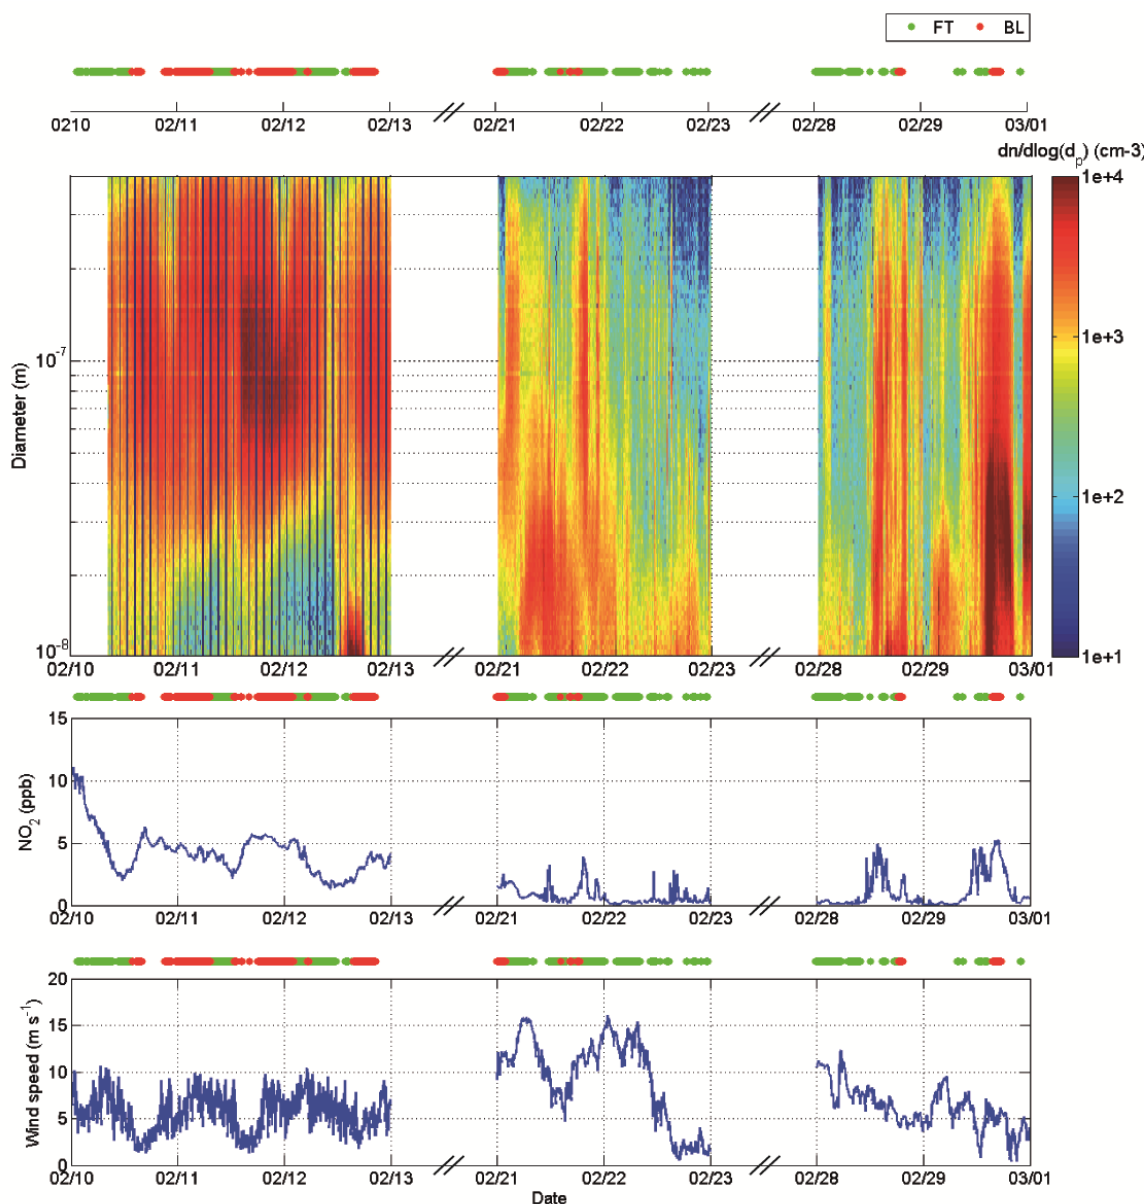 FT BL
0210 02/11 02/12 02/13 02/21 02/22 02/23 02/28 02/29 03/01
dn/dlog(d_p) (cm-3)
1e+4
1e+3
1e+2
1e+1
Diameter (m)
10^-7
10^-8
02/10 02/11 02/12 02/13 02/21 02/22 02/23 02/28 02/29 03/01
NO_2 (ppb)
15
10
5
0
02/10 02/11 02/12 02/13 02/21 02/22 02/23 02/28 02/29 03/01
Wind speed (m s^-1)
20
15
10
5
0
02/10 02/11 02/12 02/13 02/21 02/22 02/23 02/28 02/29 03/01
Date